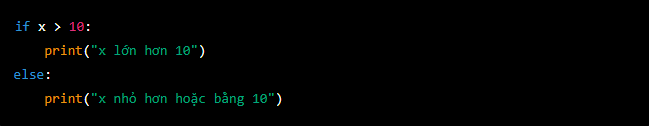 if x > 10:
    print("x lớn hơn 10")
else:
    print("x nhỏ hơn hoặc bằng 10")